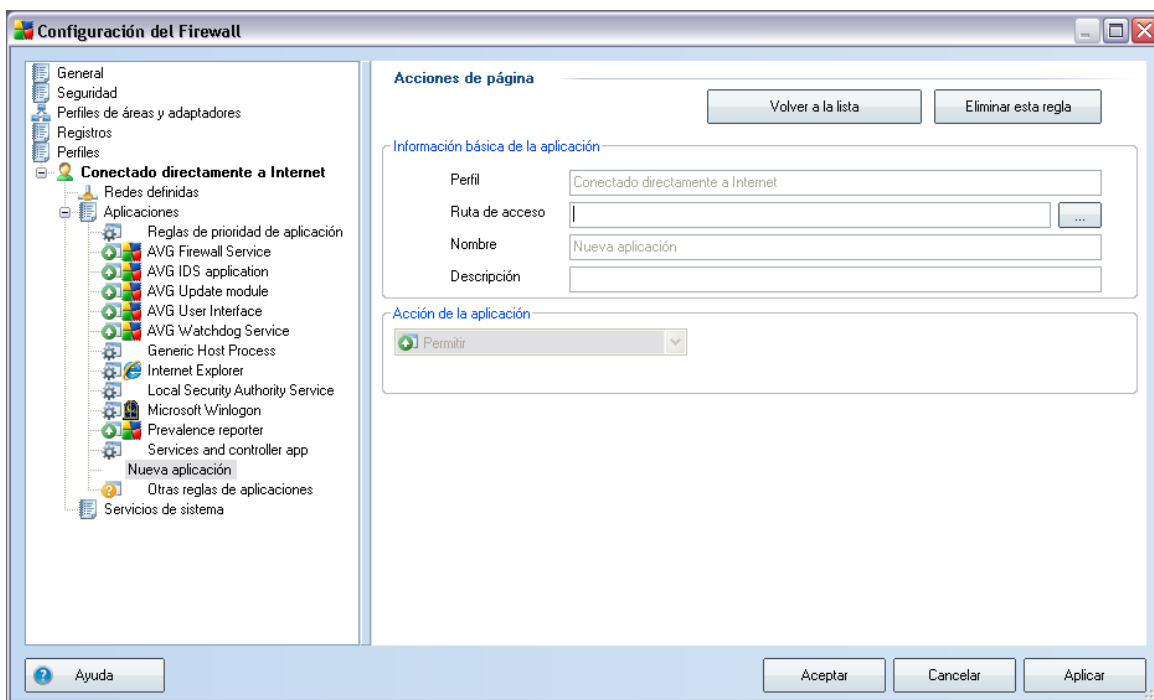 Configuración del Firewall
General
Seguridad
Perfiles de áreas y adaptadores
Registros
Perfiles
Conectado directamente a Internet
Redes definidas
Aplicaciones
Reglas de prioridad de aplicación
AVG Firewall Service
AVG IDS application
AVG Update module
AVG User Interface
AVG Watchdog Service
Generic Host Process
Internet Explorer
Local Security Authority Service
Microsoft Winlogon
Prevalence reporter
Services and controller app
Nueva aplicación
Otras reglas de aplicaciones
Servicios de sistema
Acciones de página
Volver a la lista
Eliminar esta regla
Información básica de la aplicación
Perfil
Conectado directamente a Internet
Ruta de acceso
...
Nombre
Nueva aplicación
Descripción
Acción de la aplicación
Permitir
Ayuda
Aceptar
Cancelar
Aplicar